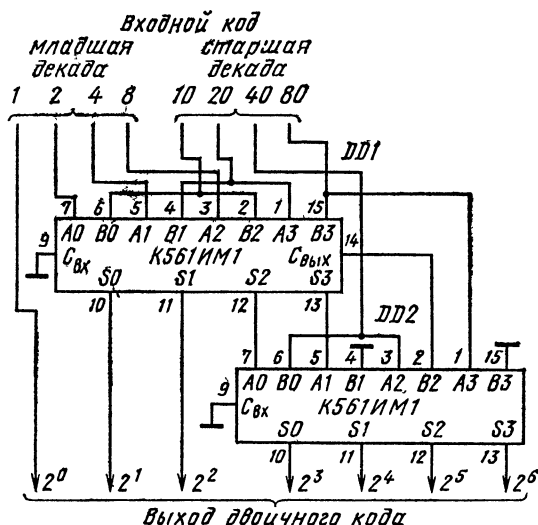 Входной код
младшая декада
старшая декада
1 2 4 8 10 20 40 80
DD1
7 6 5 4 3 2 1 15
A0 B0 A1 B1 A2 B2 A3 B3
9 Cвх К561ИМ1 Cвых 14
S0 S1 S2 S3
10 11 12 13
DD2
7 6 5 4 3 2 1 15
A0 B0 A1 B1 A2 B2 A3 B3
9 Cвх К561ИМ1
S0 S1 S2 S3
10 11 12 13
2⁰ 2¹ 2² 2³ 2⁴ 2⁵ 2⁶
Выход двоичного кода